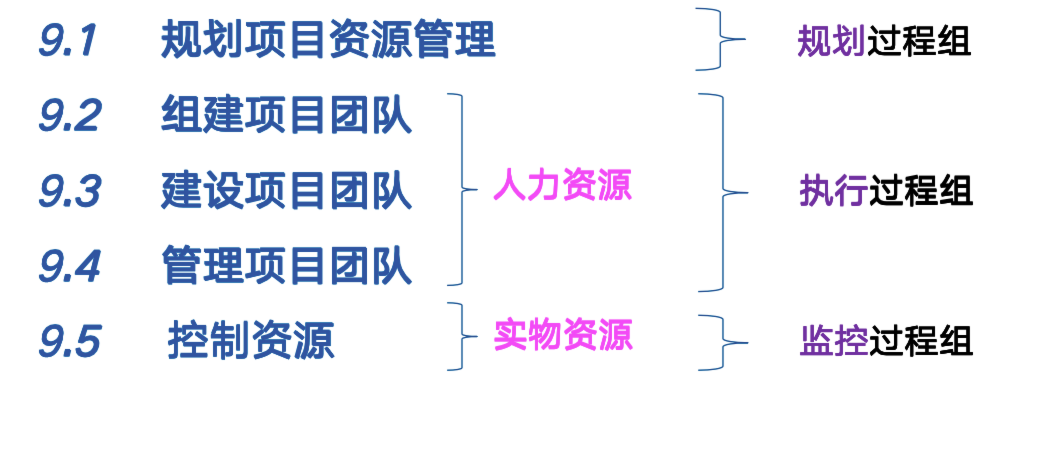 9.1 规划项目资源管理 规划过程组
9.2 组建项目团队
9.3 建设项目团队 人力资源 执行过程组
9.4 管理项目团队
9.5 控制资源 实物资源 监控过程组